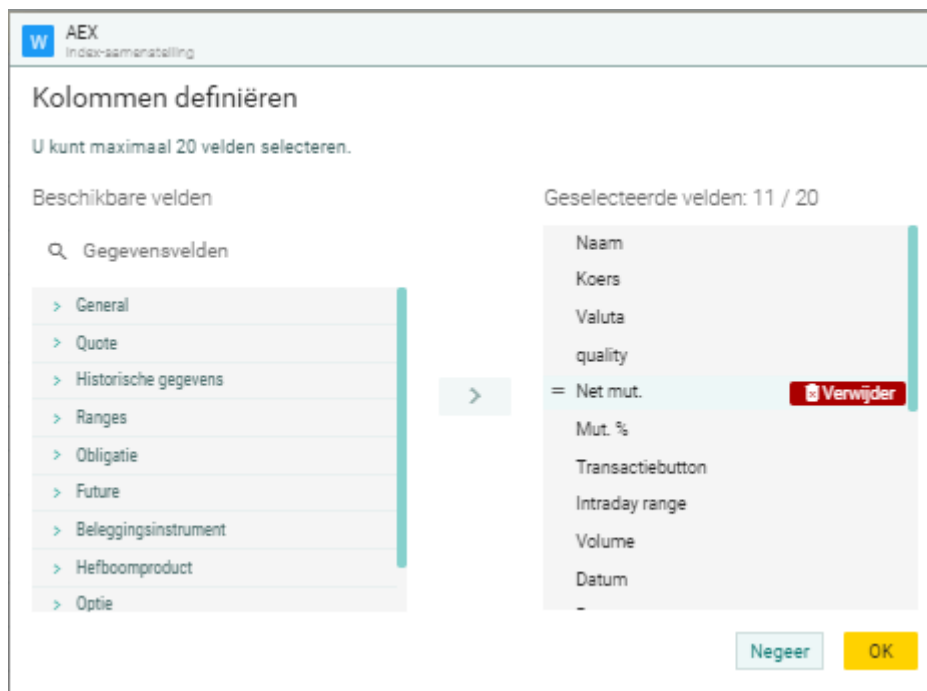 W
AEX
Index-samenstelling
Kolommen definiëren
U kunt maximaal 20 velden selecteren.
Beschikbare velden
Gegevensvelden
> General
> Quote
> Historische gegevens
> Ranges
> Obligatie
> Future
> Beleggingsinstrument
> Hefboomproduct
> Optie
>
Geselecteerde velden: 11 / 20
Naam
Koers
Valuta
quality
= Net mut. Verwijder
Mut. %
Transactiebutton
Intraday range
Volume
Datum
Negeer
OK